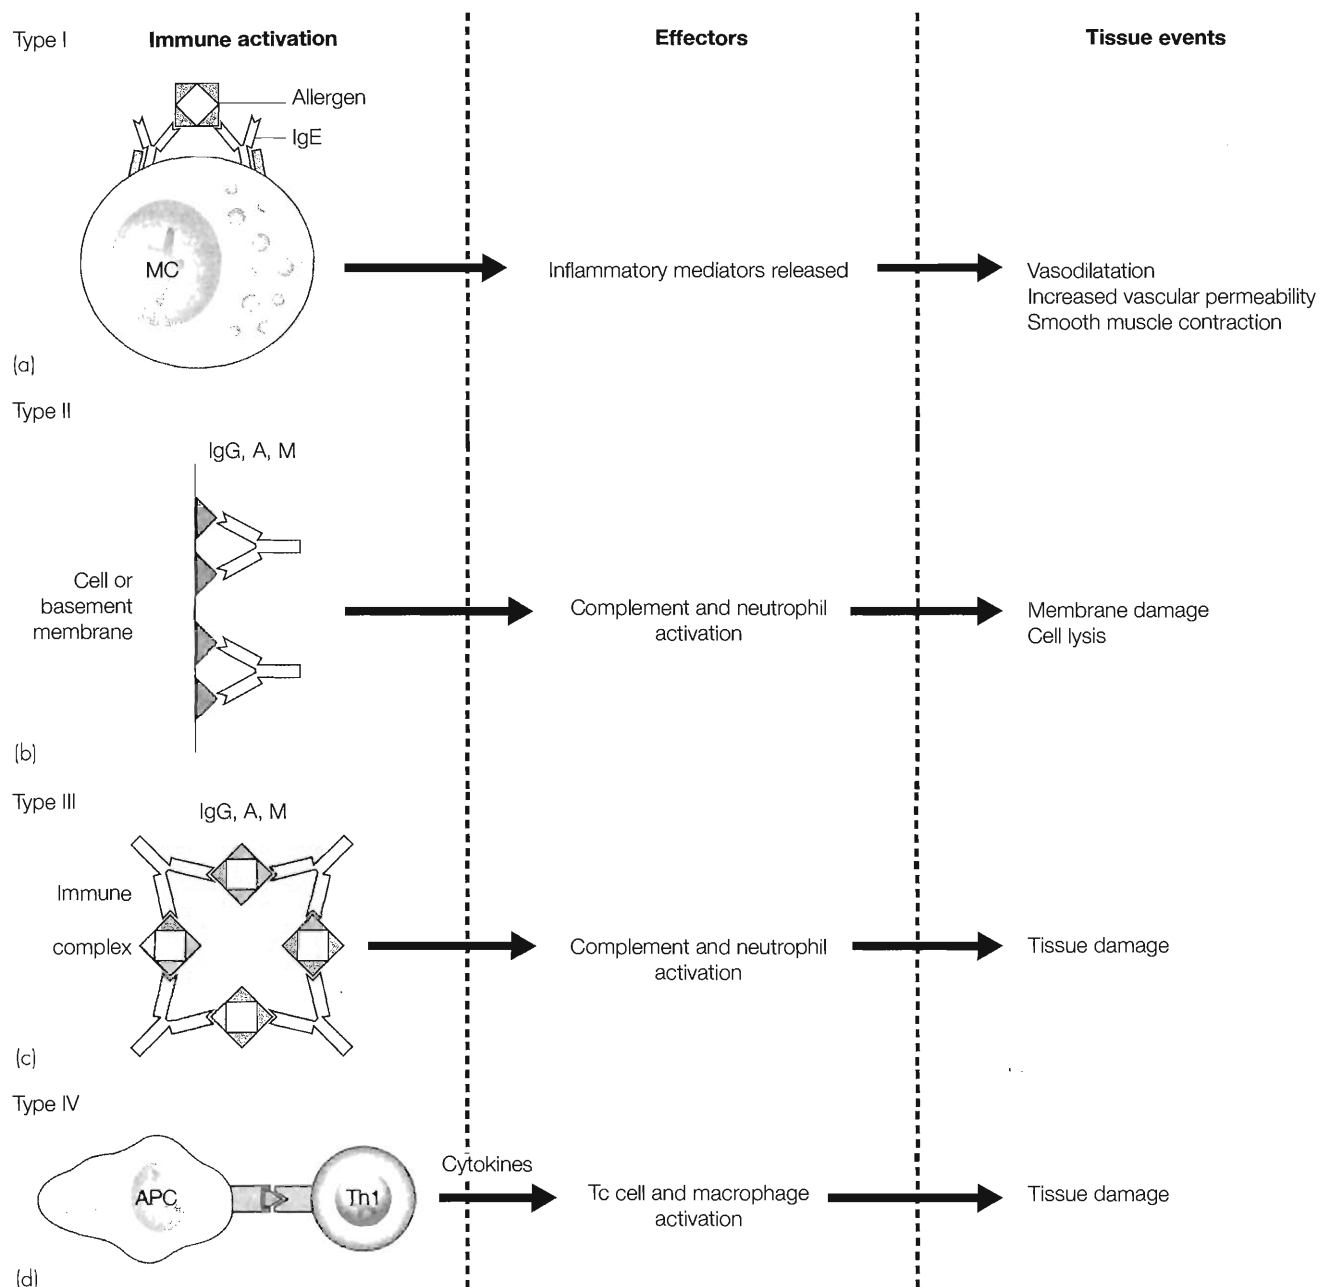 Type I
Immune activation
Effectors
Tissue events
Allergen
IgE
MC
Inflammatory mediators released
Vasodilatation
Increased vascular permeability
Smooth muscle contraction
(a)
Type II
IgG, A, M
Cell or
basement
membrane
Complement and neutrophil
activation
Membrane damage
Cell lysis
(b)
Type III
IgG, A, M
Immune
complex
Complement and neutrophil
activation
Tissue damage
(c)
Type IV
APC
Th1
Cytokines
Tc cell and macrophage
activation
Tissue damage
(d)